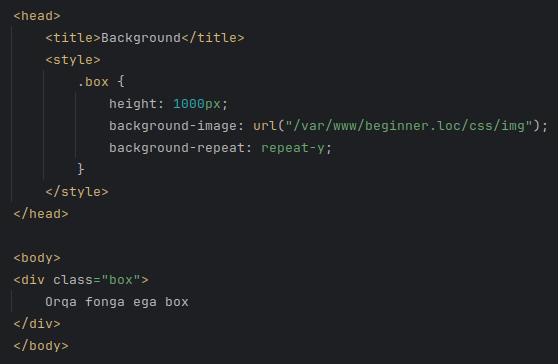 <head>
    <title>Background</title>
    <style>
        .box {
            height: 1000px;
            background-image: url("/var/www/beginner.loc/css/img");
            background-repeat: repeat-y;
        }
    </style>
</head>

<body>
<div class="box">
    Orqa fonga ega box
</div>
</body>